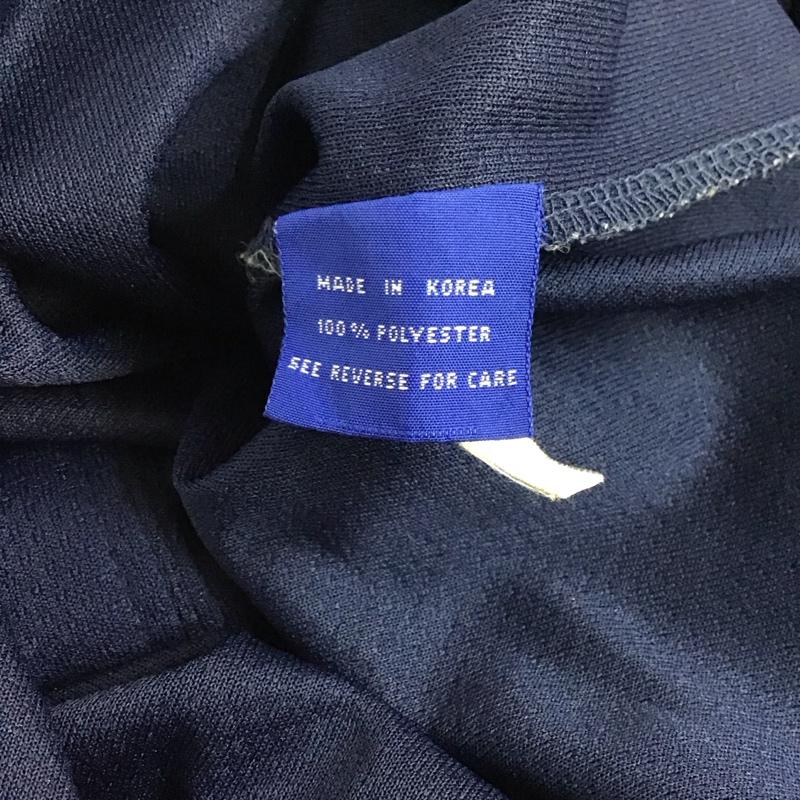 MADE IN KOREA
100% POLYESTER
SEE REVERSE FOR CARE